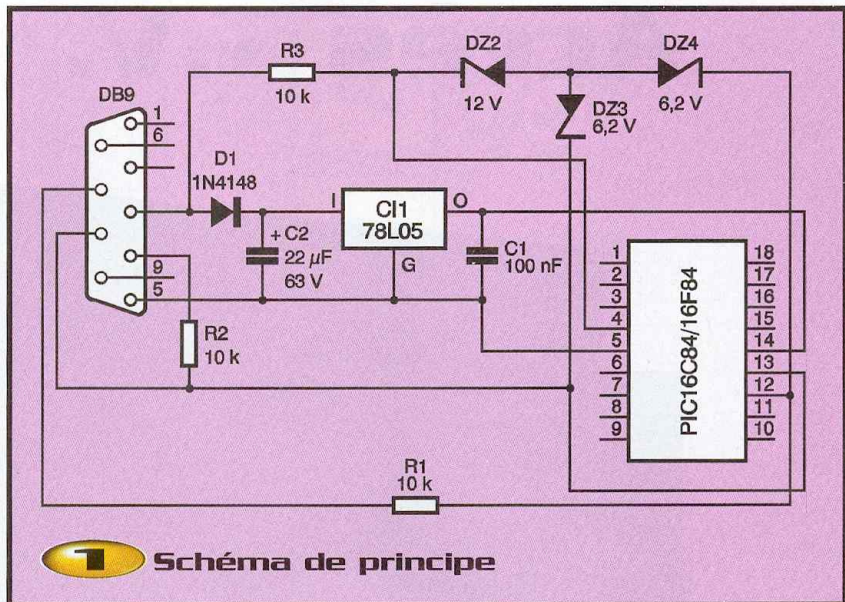 R3
10 k
DZ2
12 V
DZ4
6,2 V
DZ3
6,2 V
DB9
1
6
9
5
D1
1N4148
+
C2
22 µF
63 V
I
O
G
CI1
78L05
C1
100 nF
R2
10 k
1
2
3
4
5
6
7
8
9
PIC16C84/16F84
18
17
16
15
14
13
12
11
10
R1
10 k
1 Schéma de principe